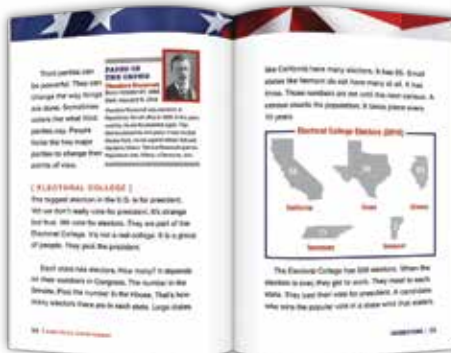 Third parties can
be powerful. They can
change the way things
are done. Sometimes
voters like what third
parties say. People
force the two major
parties to change their
points of view.
FACES IN
THE CROWD
Theodore Roosevelt
[ ELECTORAL COLLEGE ]
The biggest election in the U.S. is for president.
Yet we don't really vote for president. It's strange
but true. We vote for electors. They are part of the
Electoral College. It's not a real college. It is a group
of people. They pick the president.
Each state has electors. How many? It depends
on their numbers in Congress. The number in the
Senate. Plus the number in the House. That's how
many electors there are in each state. Large states
like California have many electors. It has 55. Small
states like Vermont do not have many at all. It has
three. These numbers are set until the next census. A
census counts the population. It takes place every
10 years.
Electoral College Electors (2016)
California
Texas
Illinois
Tennessee
Vermont
The Electoral College has 538 electors. When the
election is over, they get to work. They meet in each
state. They cast their vote for president. A candidate
who wins the popular vote in a state wins that state's